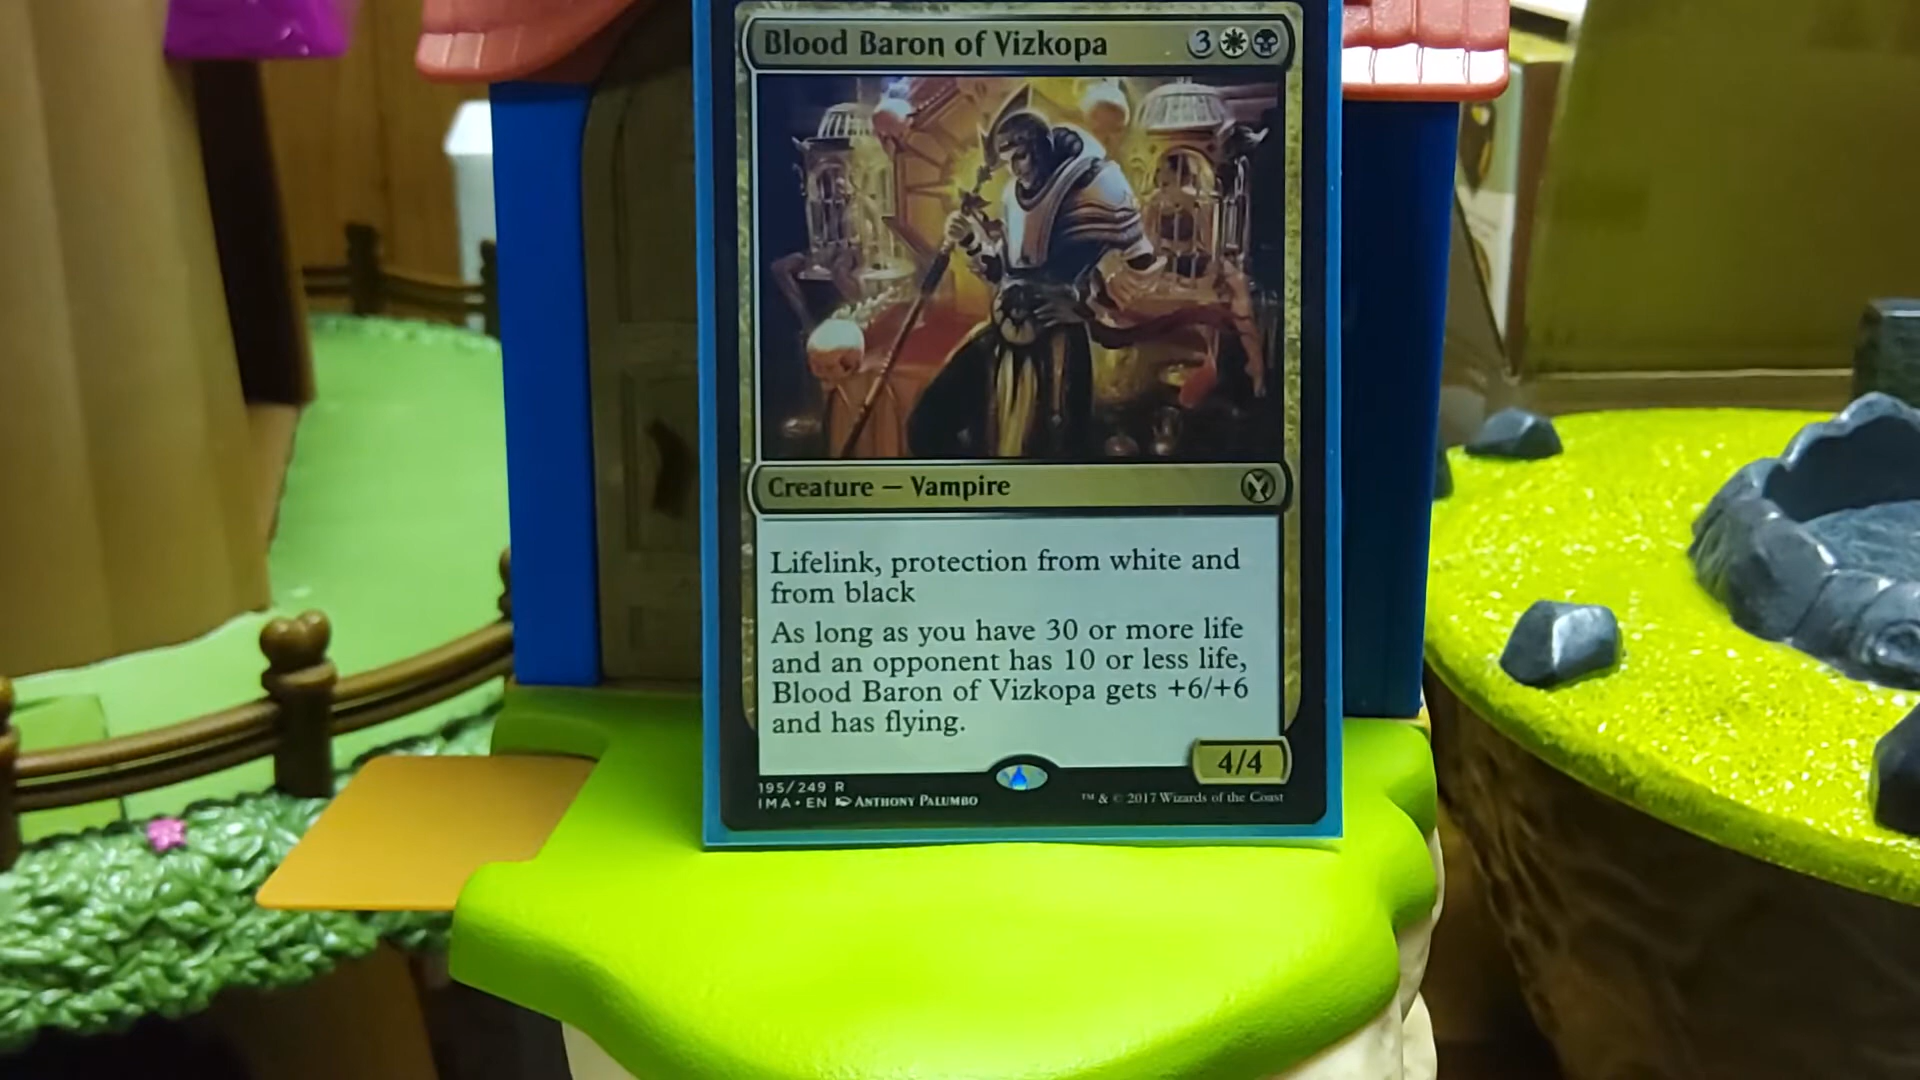 Blood Baron of Vizkopa 3
Creature — Vampire
Lifelink, protection from white and
from black
As long as you have 30 or more life
and an opponent has 10 or less life,
Blood Baron of Vizkopa gets +6/+6
and has flying.
4/4
195/249 R
IMA • EN Anthony Palumbo
™ & © 2017 Wizards of the Coast